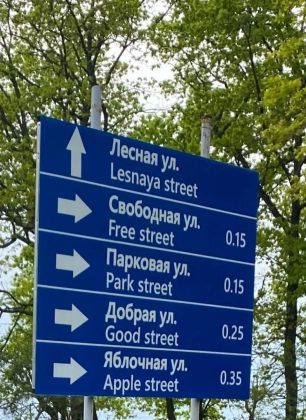 Лесная ул.
Lesnaya street
Свободная ул.
Free street 0.15
Парковая ул.
Park street 0.15
Добрая ул.
Good street 0.25
Яблочная ул.
Apple street 0.35